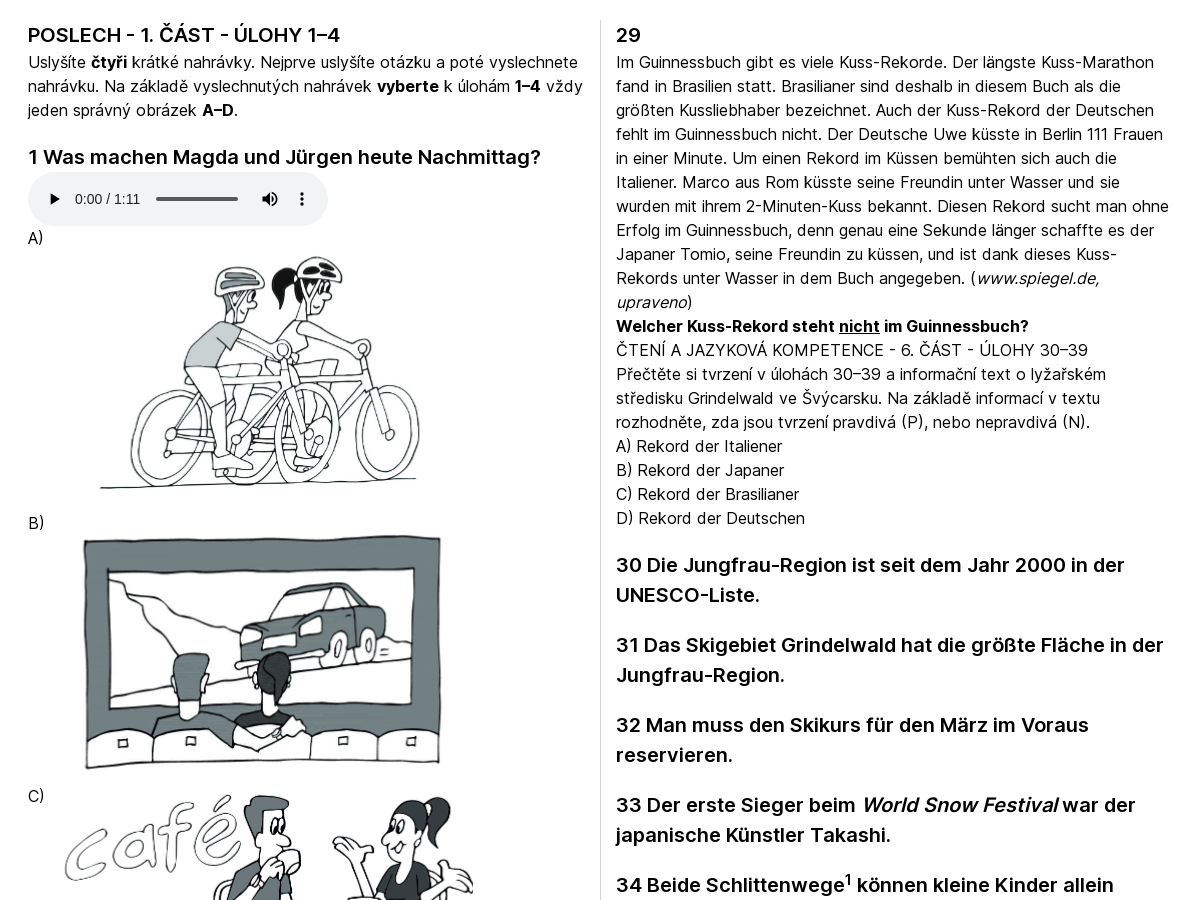 POSLECH - 1. ČÁST - ÚLOHY 1–4
Uslyšíte čtyři krátké nahrávky. Nejprve uslyšíte otázku a poté vyslechnete
nahrávku. Na základě vyslechnutých nahrávek vyberte k úlohám 1–4 vždy
jeden správný obrázek A–D.
1 Was machen Magda und Jürgen heute Nachmittag?
0:00 / 1:11
A)
B)
C)
café
29
Im Guinnessbuch gibt es viele Kuss-Rekorde. Der längste Kuss-Marathon
fand in Brasilien statt. Brasilianer sind deshalb in diesem Buch als die
größten Kussliebhaber bezeichnet. Auch der Kuss-Rekord der Deutschen
fehlt im Guinnessbuch nicht. Der Deutsche Uwe küsste in Berlin 111 Frauen
in einer Minute. Um einen Rekord im Küssen bemühten sich auch die
Italiener. Marco aus Rom küsste seine Freundin unter Wasser und sie
wurden mit ihrem 2-Minuten-Kuss bekannt. Diesen Rekord sucht man ohne
Erfolg im Guinnessbuch, denn genau eine Sekunde länger schaffte es der
Japaner Tomio, seine Freundin zu küssen, und ist dank dieses Kuss-
Rekords unter Wasser in dem Buch angegeben. (www.spiegel.de,
upraveno)
Welcher Kuss-Rekord steht nicht im Guinnessbuch?
ČTENÍ A JAZYKOVÁ KOMPETENCE - 6. ČÁST - ÚLOHY 30–39
Přečtěte si tvrzení v úlohách 30–39 a informační text o lyžařském
středisku Grindelwald ve Švýcarsku. Na základě informací v textu
rozhodněte, zda jsou tvrzení pravdivá (P), nebo nepravdivá (N).
A) Rekord der Italiener
B) Rekord der Japaner
C) Rekord der Brasilianer
D) Rekord der Deutschen
30 Die Jungfrau-Region ist seit dem Jahr 2000 in der
UNESCO-Liste.
31 Das Skigebiet Grindelwald hat die größte Fläche in der
Jungfrau-Region.
32 Man muss den Skikurs für den März im Voraus
reservieren.
33 Der erste Sieger beim World Snow Festival war der
japanische Künstler Takashi.
34 Beide Schlittenwege1 können kleine Kinder allein